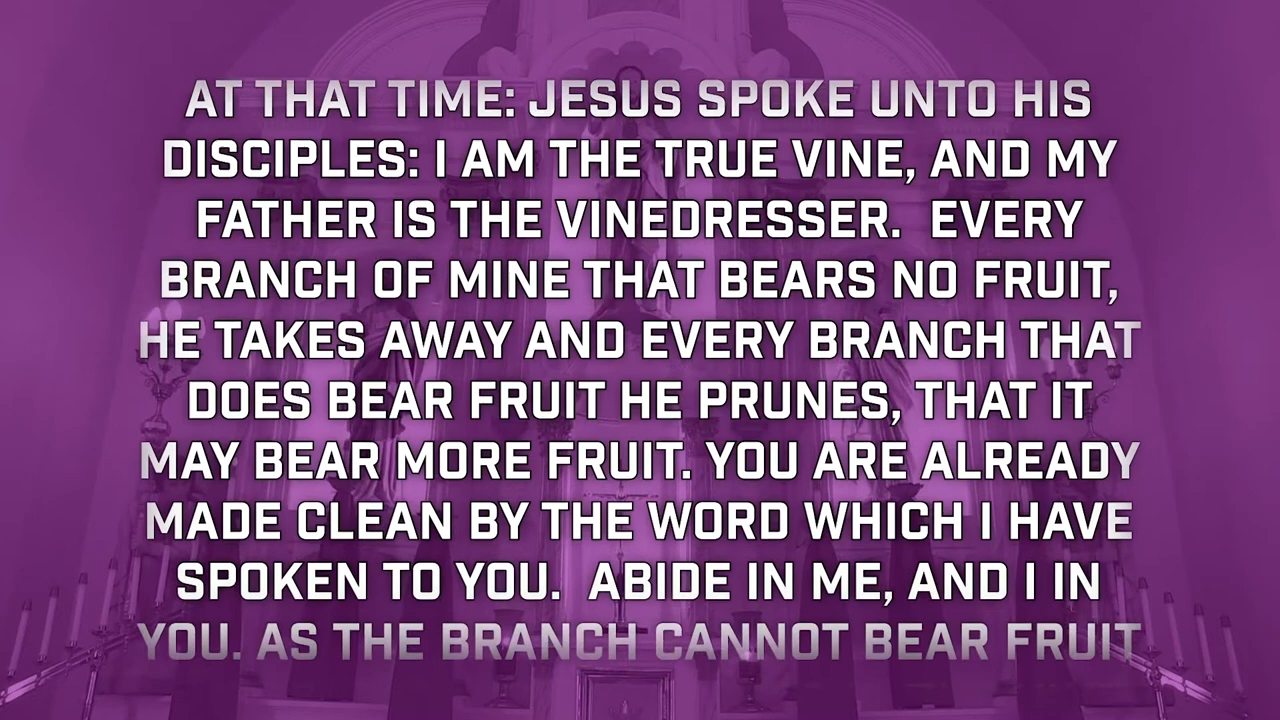 AT THAT TIME: JESUS SPOKE UNTO HIS
DISCIPLES: I AM THE TRUE VINE, AND MY
FATHER IS THE VINEDRESSER.  EVERY
BRANCH OF MINE THAT BEARS NO FRUIT,
HE TAKES AWAY AND EVERY BRANCH THAT
DOES BEAR FRUIT HE PRUNES, THAT IT
MAY BEAR MORE FRUIT. YOU ARE ALREADY
MADE CLEAN BY THE WORD WHICH I HAVE
SPOKEN TO YOU.  ABIDE IN ME, AND I IN
YOU. AS THE BRANCH CANNOT BEAR FRUIT